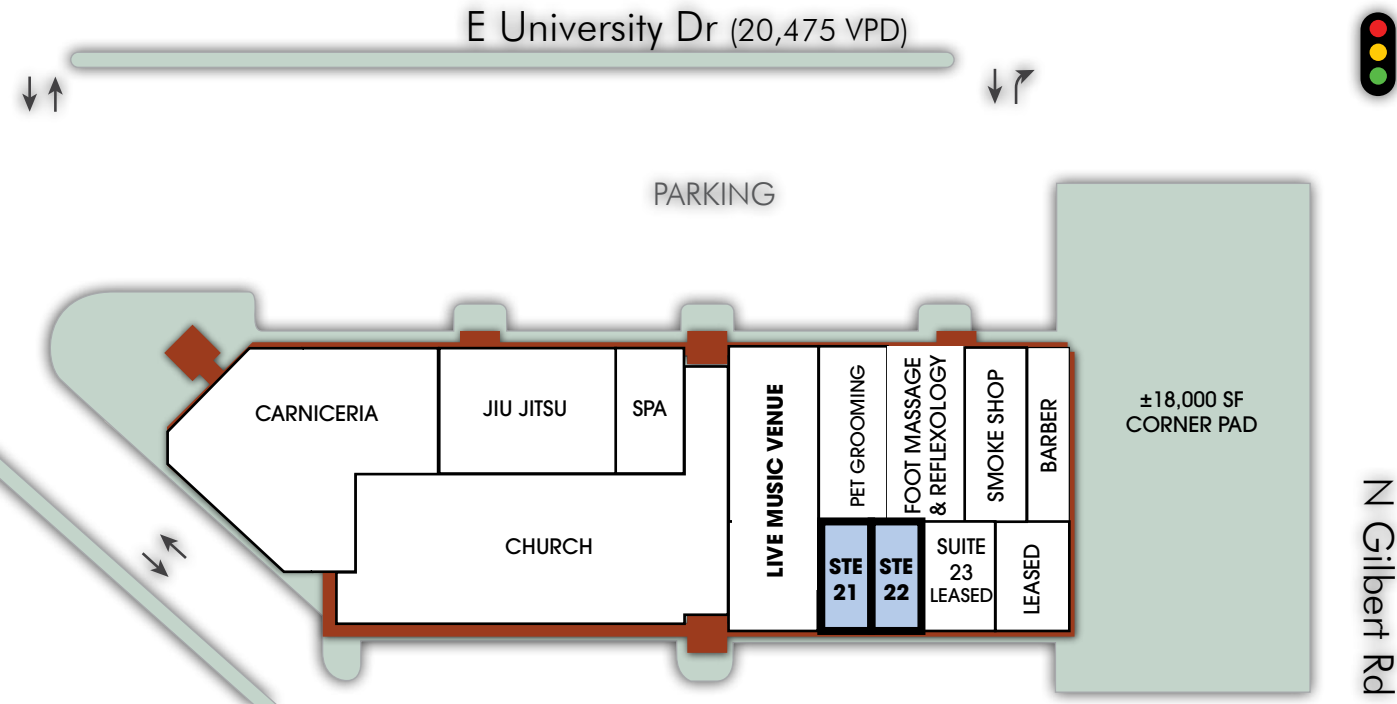 E University Dr (20,475 VPD)
PARKING
CARNICERIA
JIU JITSU
SPA
CHURCH
LIVE MUSIC VENUE
PET GROOMING
FOOT MASSAGE
& REFLEXOLOGY
SMOKE SHOP
BARBER
±18,000 SF
CORNER PAD
STE
21
STE
22
SUITE
23
LEASED
LEASED
N Gilbert Rd